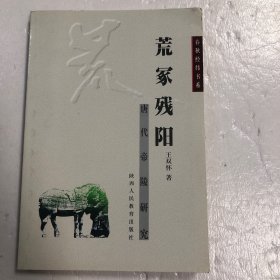 荒冢残阳
唐代帝陵研究
王双怀 著
陕西人民教育出版社